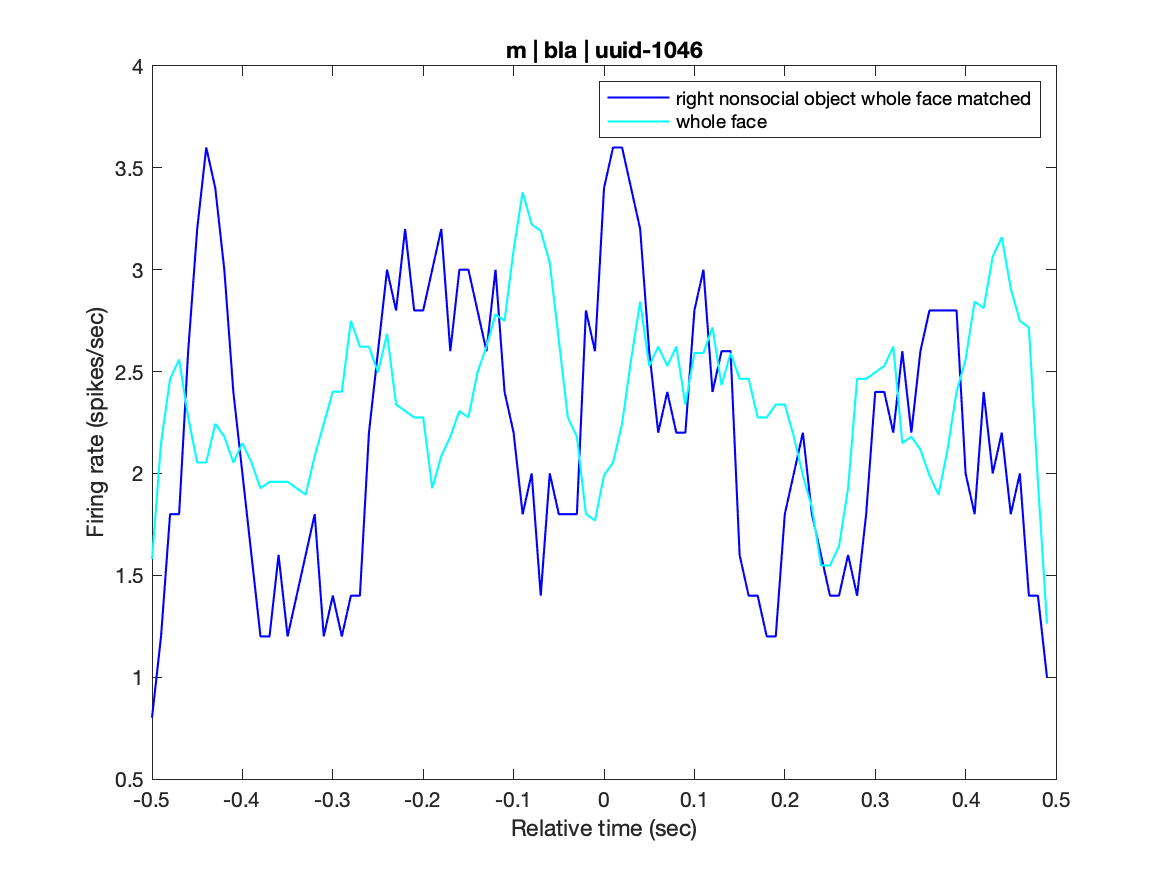 m | bla | uuid-1046
right nonsocial object whole face matched
whole face
4
3.5
3
2.5
2
1.5
1
0.5
Firing rate (spikes/sec)
-0.5 -0.4 -0.3 -0.2 -0.1 0 0.1 0.2 0.3 0.4 0.5
Relative time (sec)